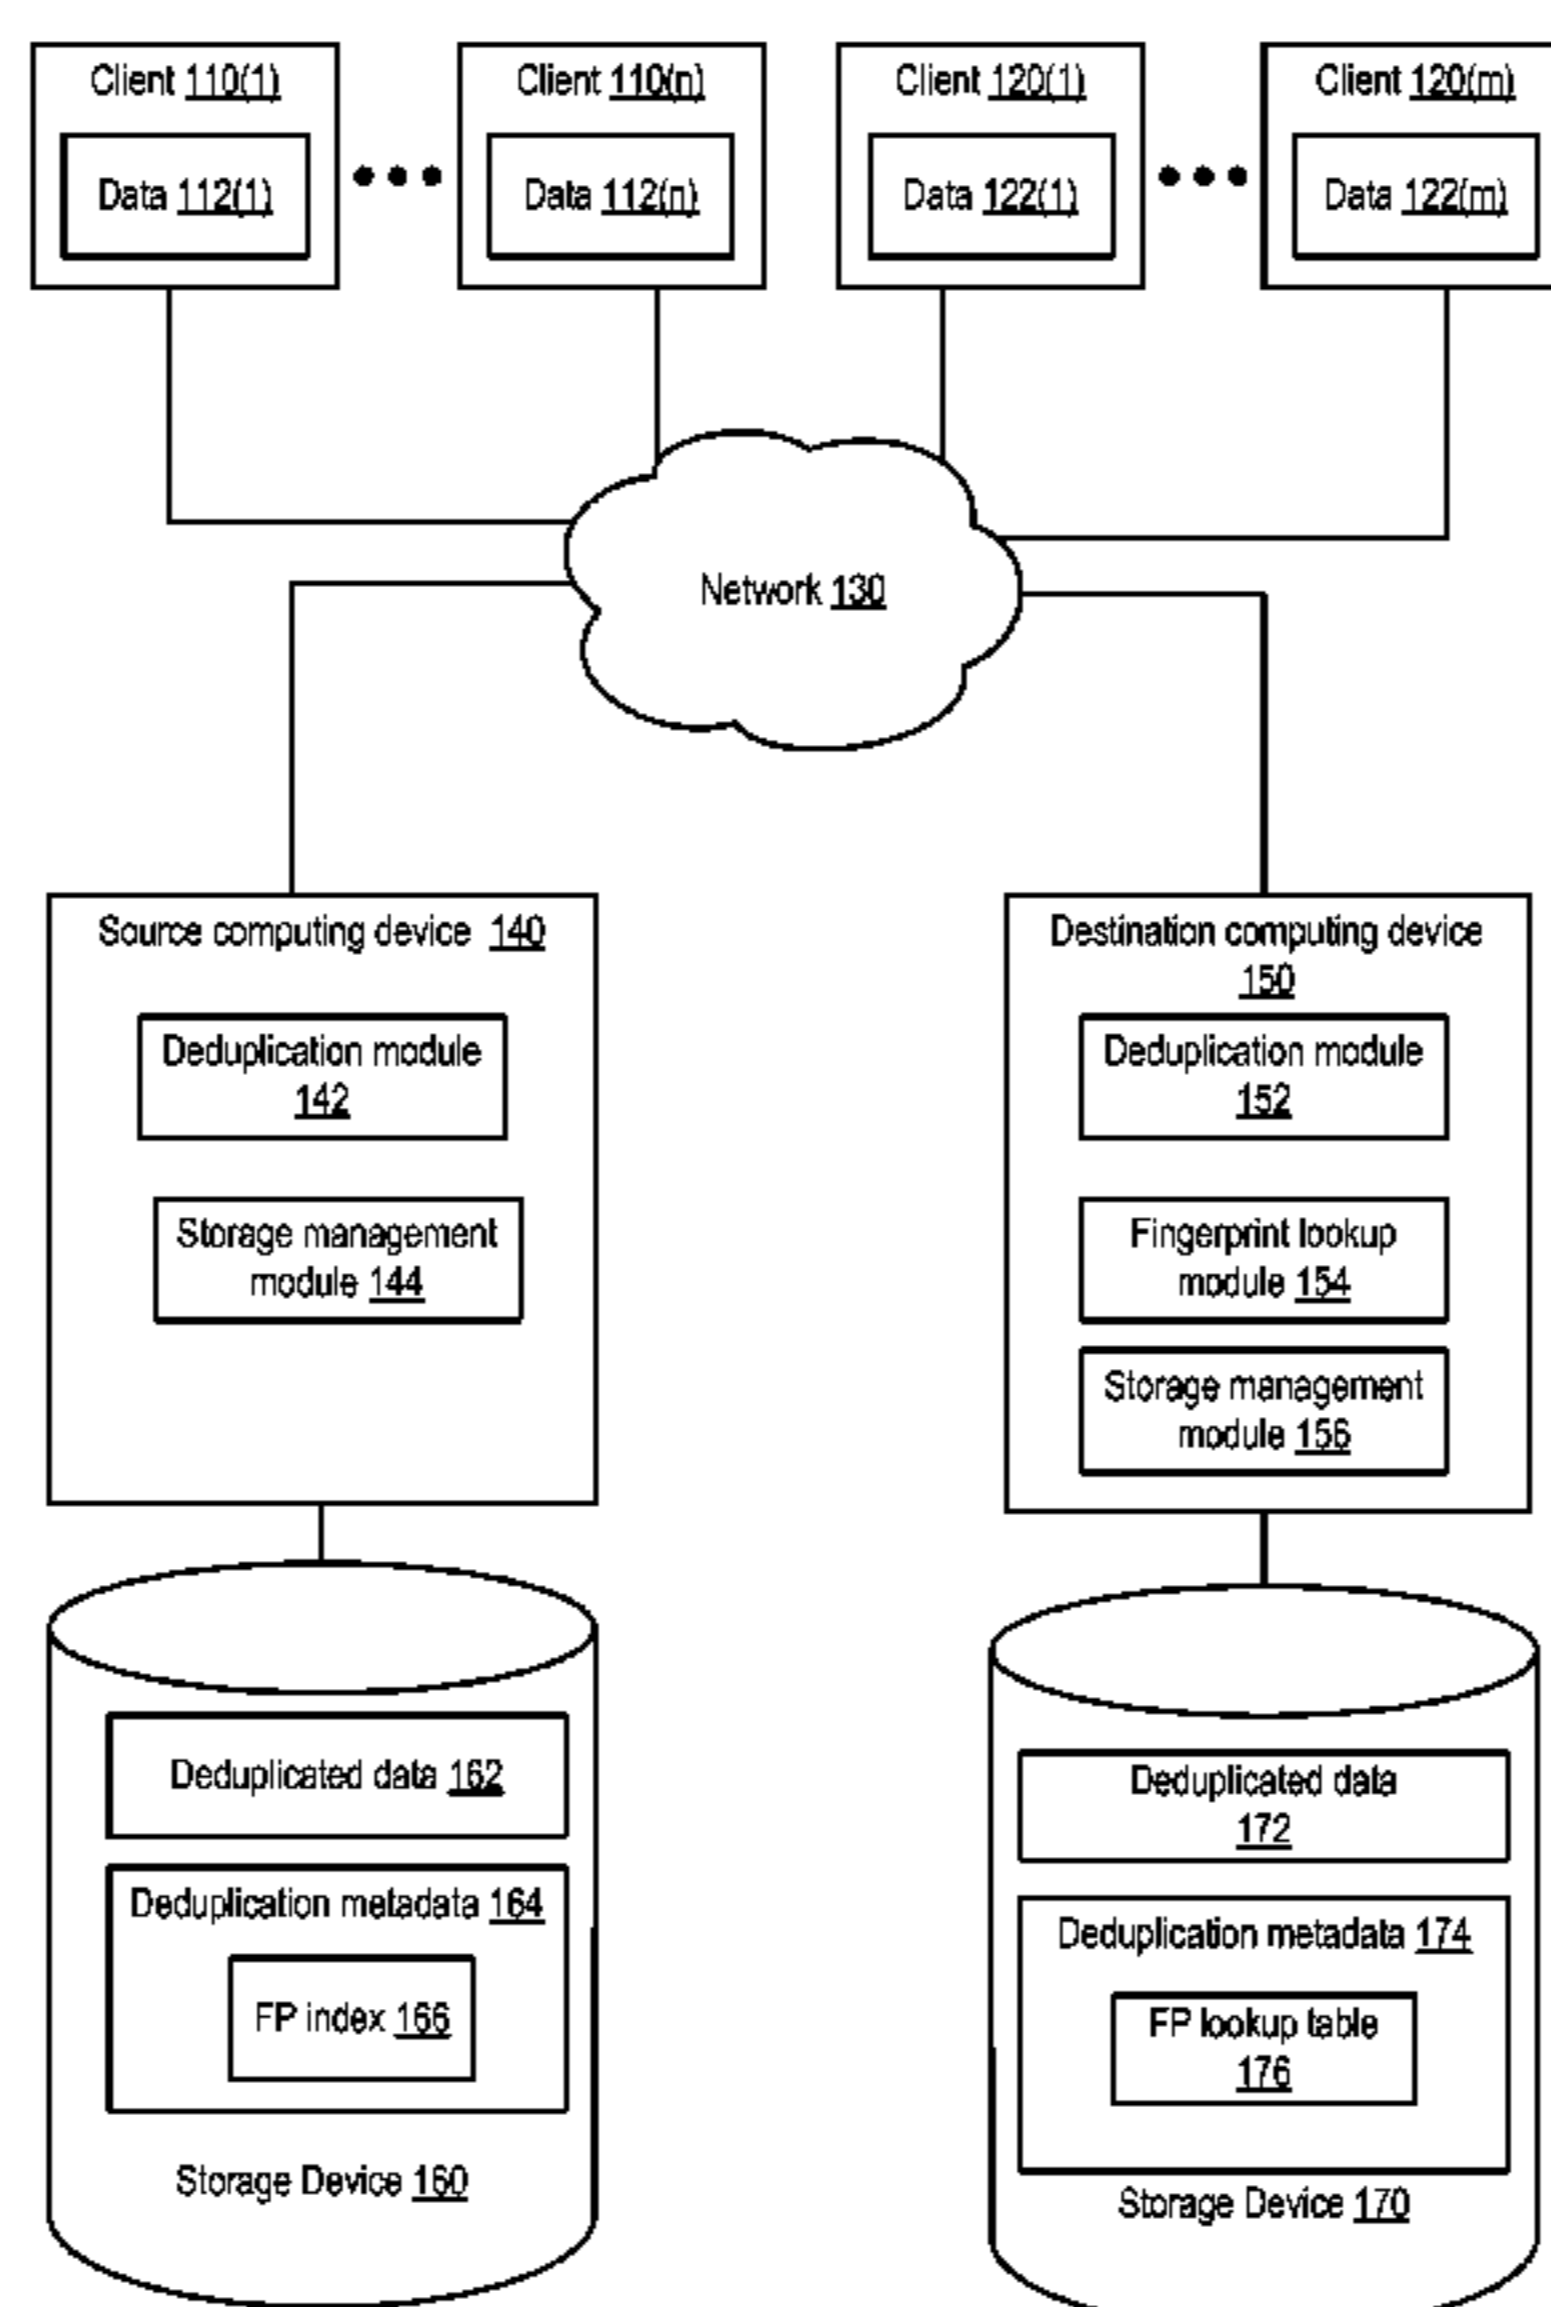 Client 110(1)
Data 112(1)
Client 110(n)
Data 112(n)
Client 120(1)
Data 122(1)
Client 120(m)
Data 122(m)
Network 130
Source computing device 140
Deduplication module
142
Storage management
module 144
Destination computing device
150
Deduplication module
152
Fingerprint lookup
module 154
Storage management
module 156
Deduplicated data 162
Deduplication metadata 164
FP index 166
Storage Device 160
Deduplicated data
172
Deduplication metadata 174
FP lookup table
176
Storage Device 170